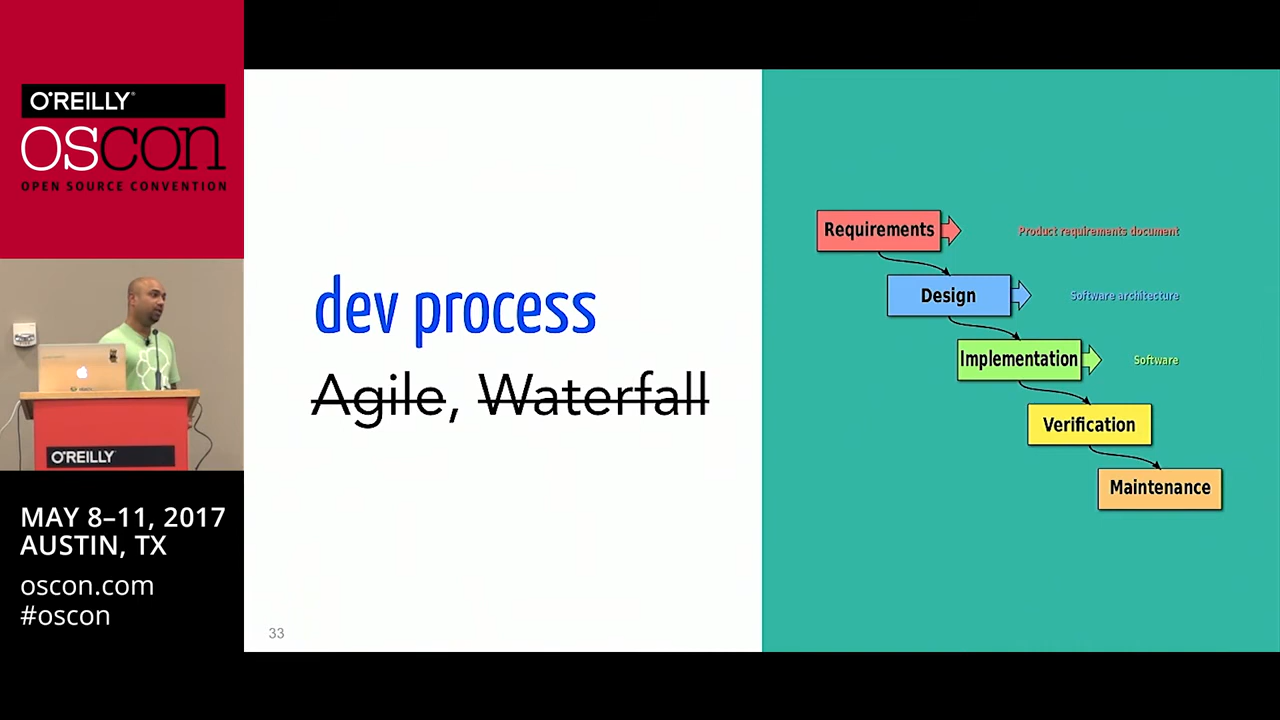 O'REILLY®
OSCON
OPEN SOURCE CONVENTION
O'REILLY
MAY 8–11, 2017
AUSTIN, TX
oscon.com
#oscon
dev process
Agile, Waterfall
33
Requirements
Product requirements document
Design
Software architecture
Implementation
Software
Verification
Maintenance